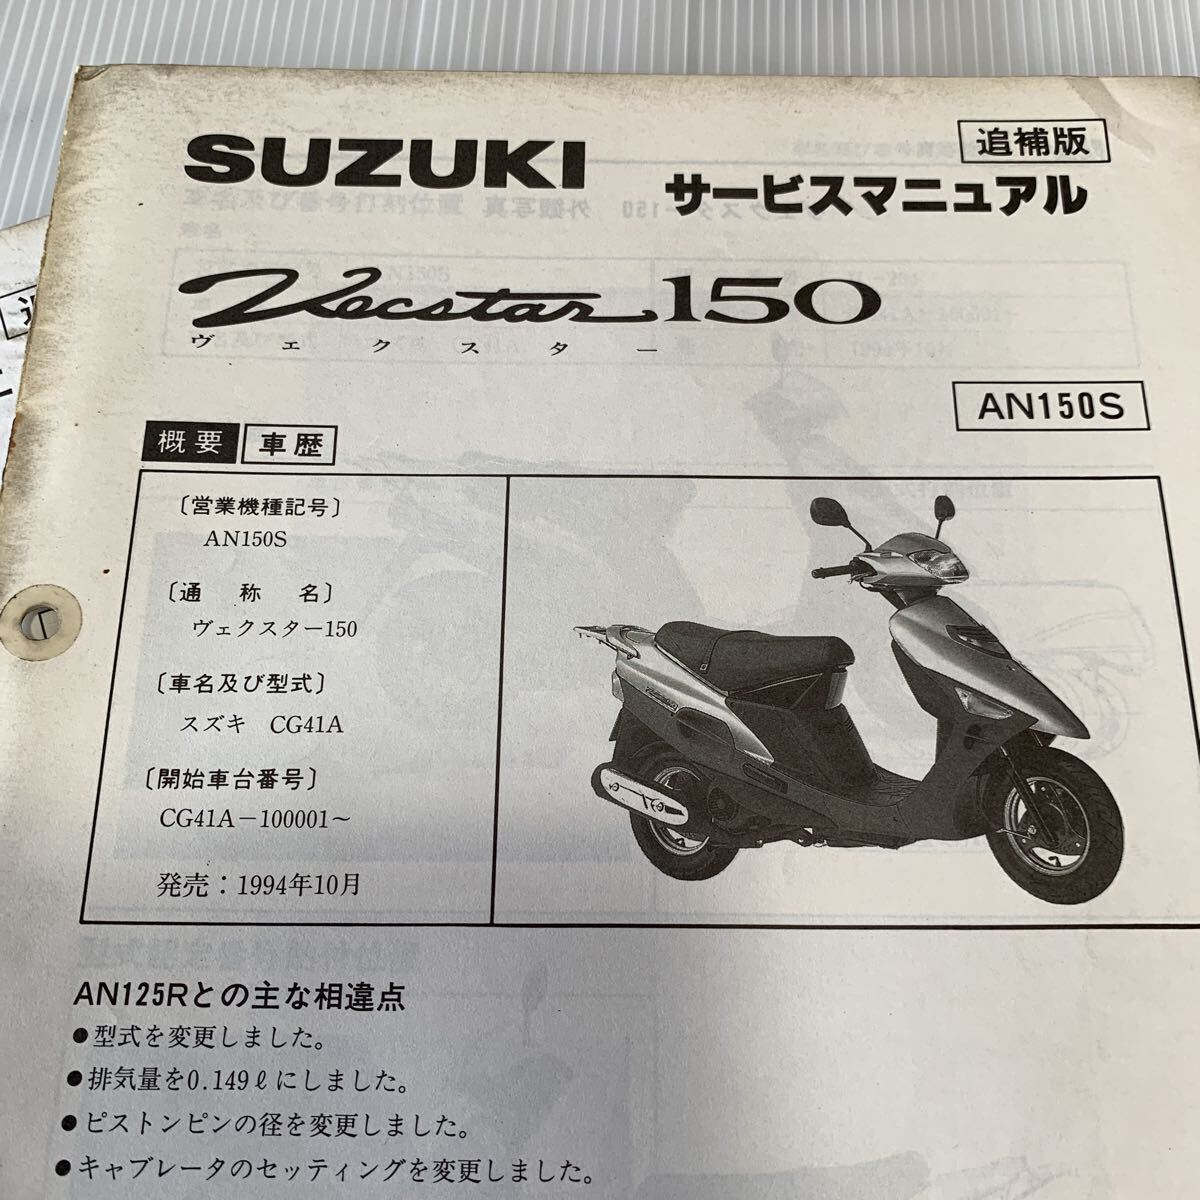 SUZUKI
追補版
サービスマニュアル
Vecstar 150
ヴェクスター
AN150S
概要 車歴
〔営業機種記号〕
AN150S
〔通称名〕
ヴェクスター150
〔車名及び型式〕
スズキ CG41A
〔開始車台番号〕
CG41A－100001～
発売：1994年10月
AN125Rとの主な相違点
●型式を変更しました。
●排気量を0.149ℓにしました。
●ピストンピンの径を変更しました。
●キャブレータのセッティングを変更しました。